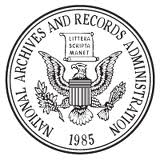 NATIONAL ARCHIVES AND RECORDS ADMINISTRATION
LITTERA
SCRIPTA
MANET
1985